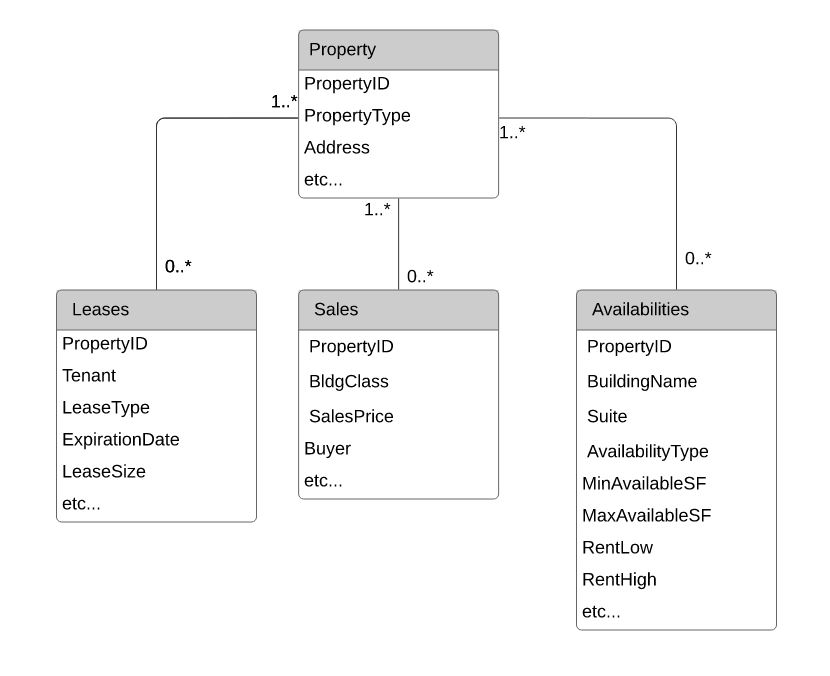 Property
PropertyID
PropertyType
Address
etc...
1..*
1..*
1..*
0..*
0..*
0..*
Leases
PropertyID
Tenant
LeaseType
ExpirationDate
LeaseSize
etc...
Sales
PropertyID
BldgClass
SalesPrice
Buyer
etc...
Availabilities
PropertyID
BuildingName
Suite
AvailabilityType
MinAvailableSF
MaxAvailableSF
RentLow
RentHigh
etc...